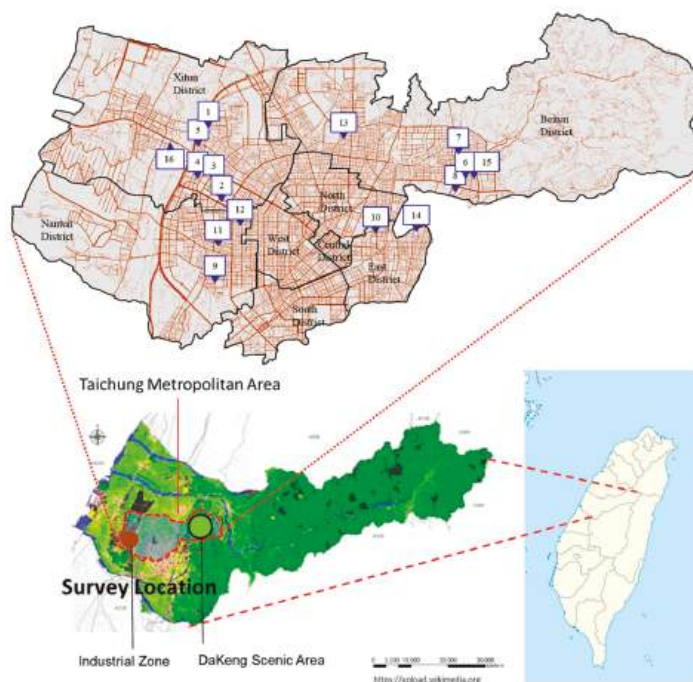 Xitun
District
1
5
16
4
3
2
13
7
6
15
8
Beitun
District
North
District
10
14
12
11
9
Nantun
District
West
District
Central
District
East
District
South
District
Taichung Metropolitan Area
Survey Location
Industrial Zone
DaKeng Scenic Area
https://upload.wikimedia.org